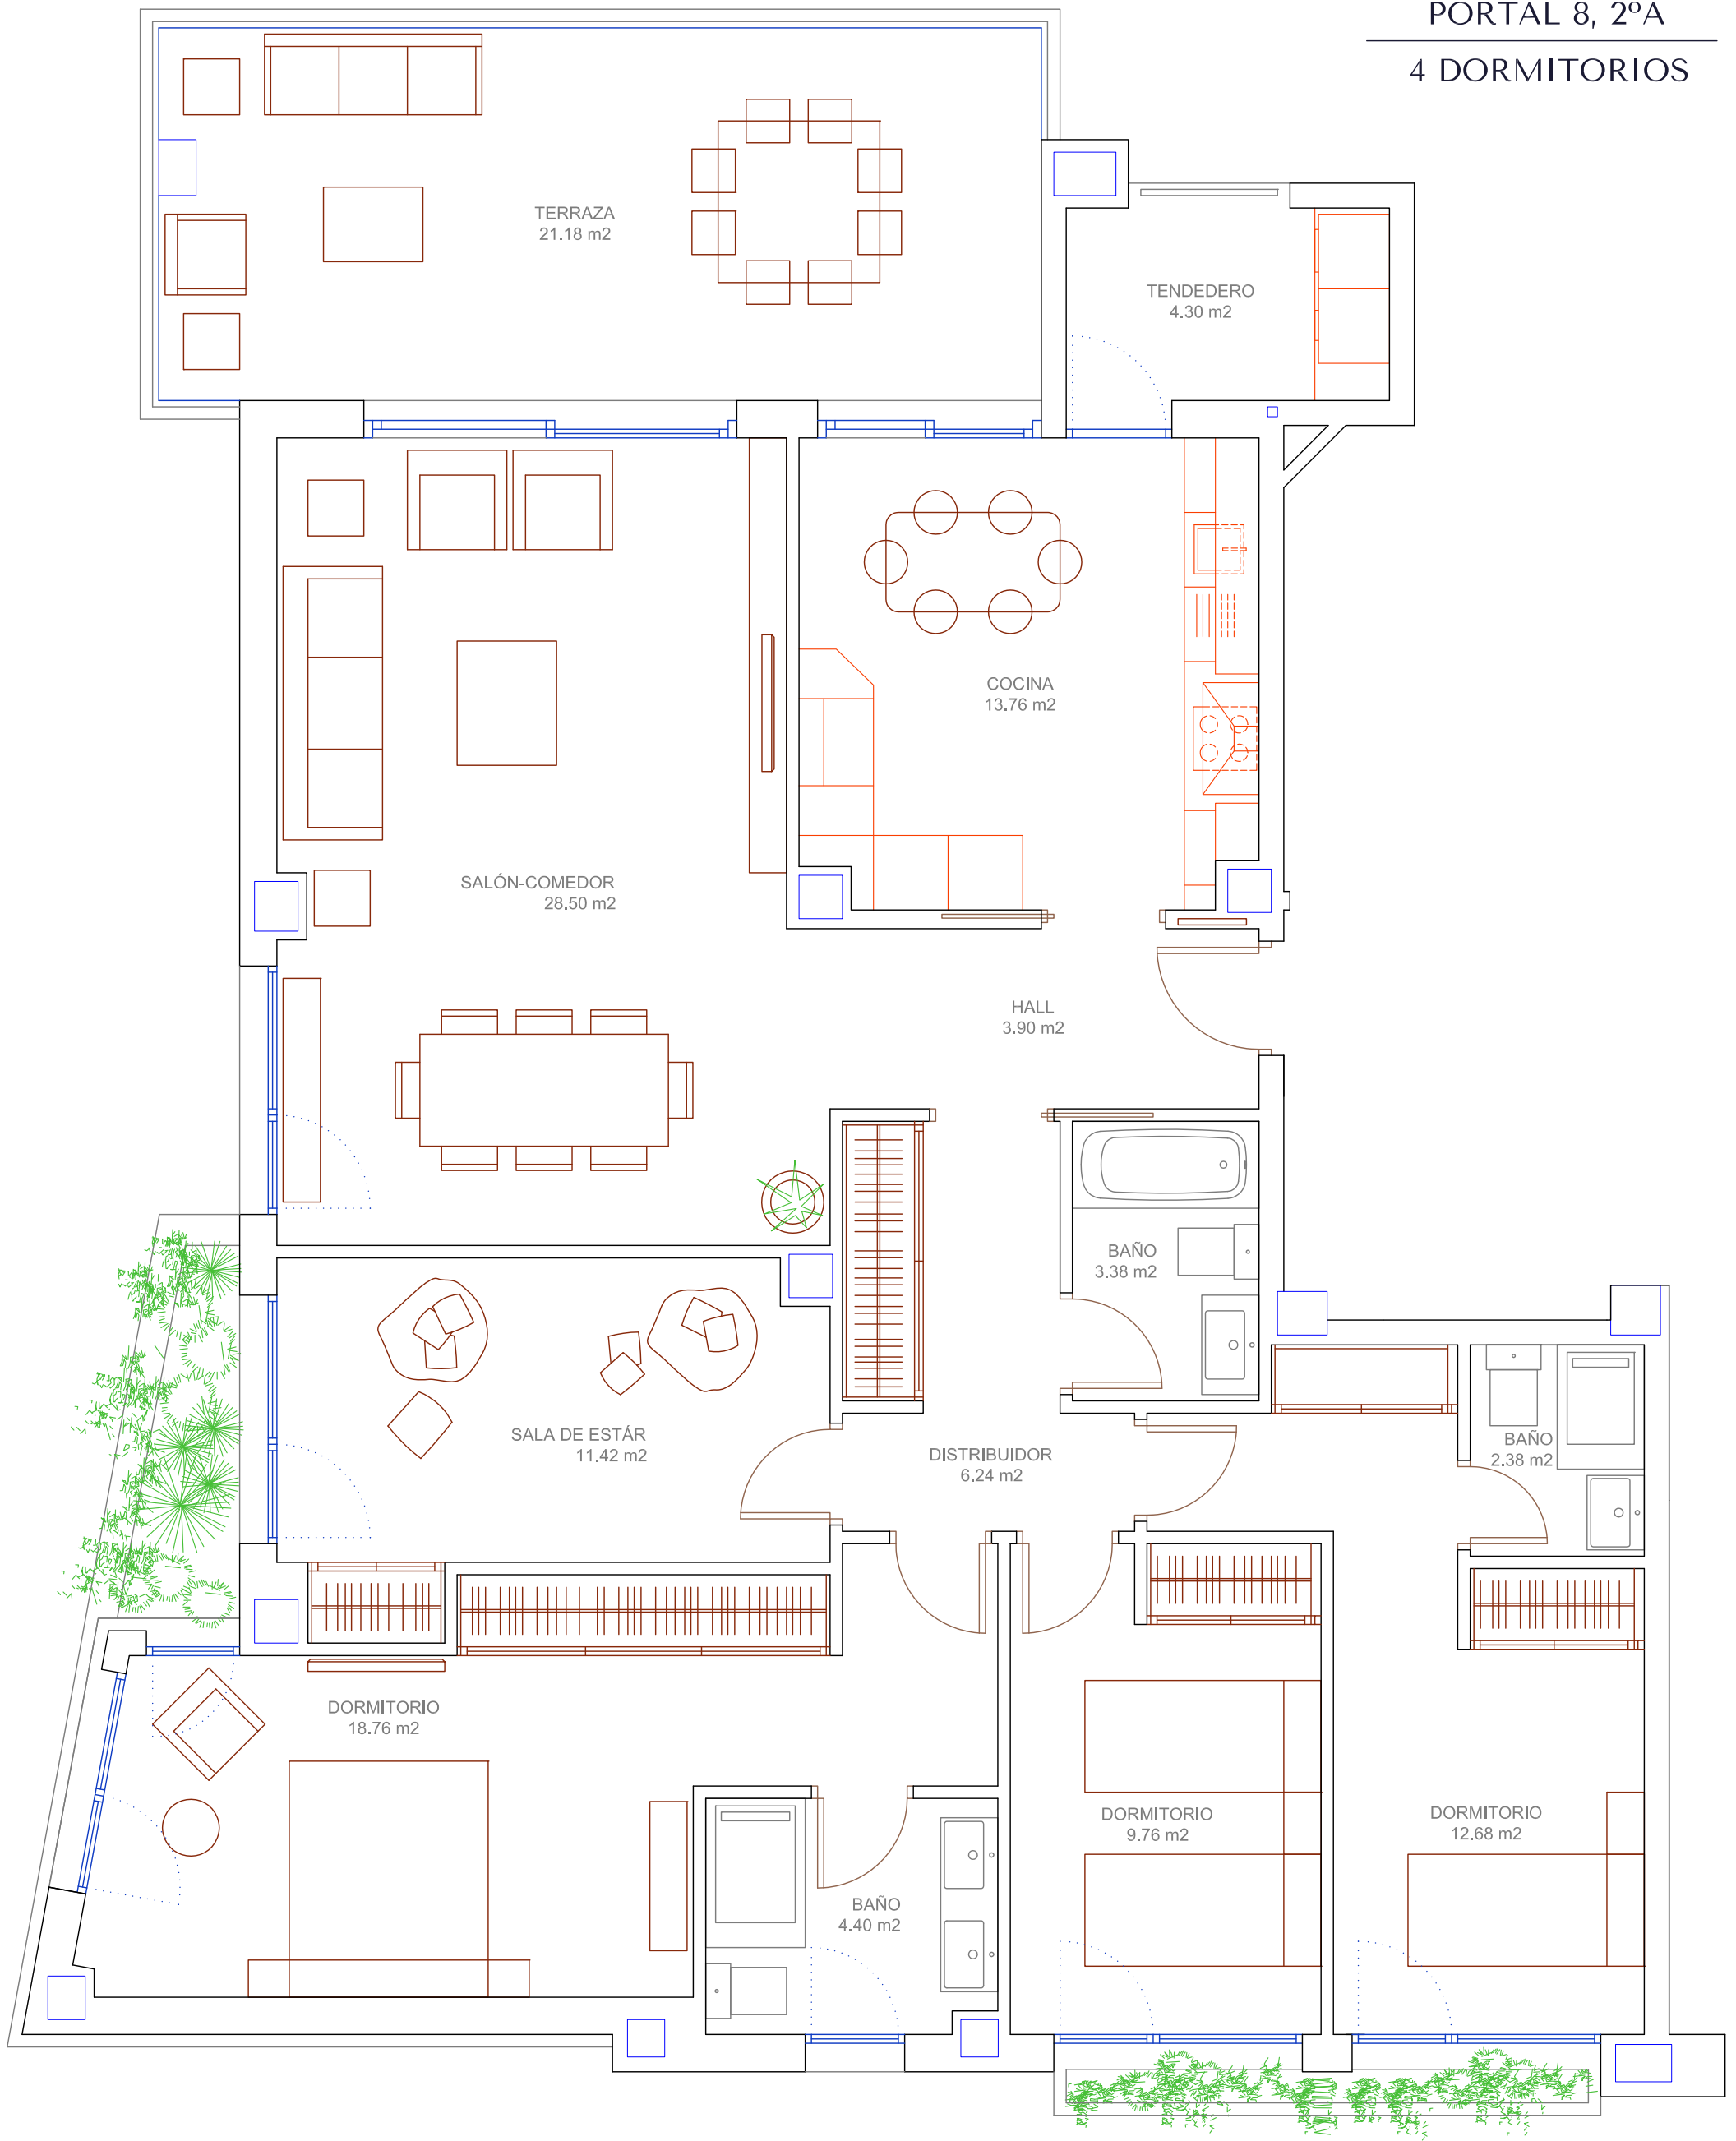 PORTAL 8, 2ºA
4 DORMITORIOS
TERRAZA
21.18 m2
TENDEDERO
4.30 m2
COCINA
13.76 m2
SALÓN-COMEDOR
28.50 m2
HALL
3.90 m2
BAÑO
3.38 m2
SALA DE ESTÁR
11.42 m2
DISTRIBUIDOR
6.24 m2
BAÑO
2.38 m2
DORMITORIO
18.76 m2
DORMITORIO
9.76 m2
DORMITORIO
12.68 m2
BAÑO
4.40 m2